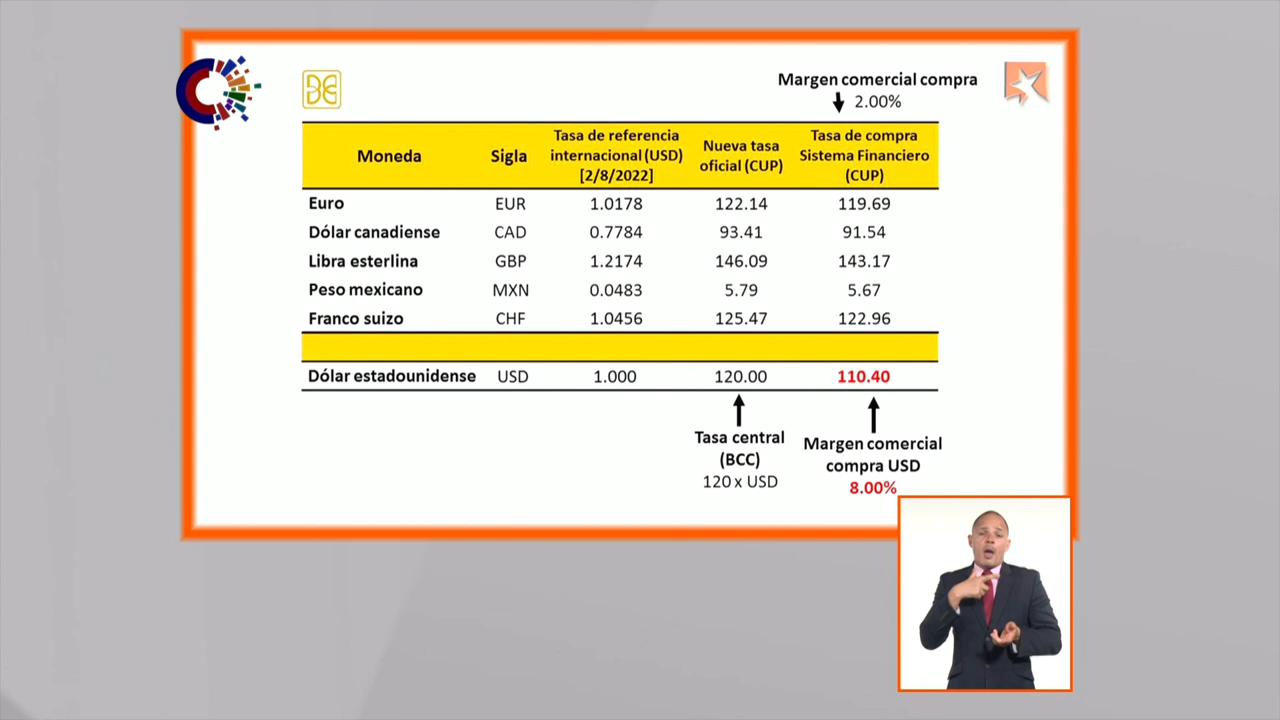 Margen comercial compra
2.00%
Moneda Sigla Tasa de referencia internacional (USD) [2/8/2022] Nueva tasa oficial (CUP) Tasa de compra Sistema Financiero (CUP)
Euro EUR 1.0178 122.14 119.69
Dólar canadiense CAD 0.7784 93.41 91.54
Libra esterlina GBP 1.2174 146.09 143.17
Peso mexicano MXN 0.0483 5.79 5.67
Franco suizo CHF 1.0456 125.47 122.96
Dólar estadounidense USD 1.000 120.00 110.40
Tasa central
(BCC)
120 x USD
Margen comercial
compra USD
8.00%